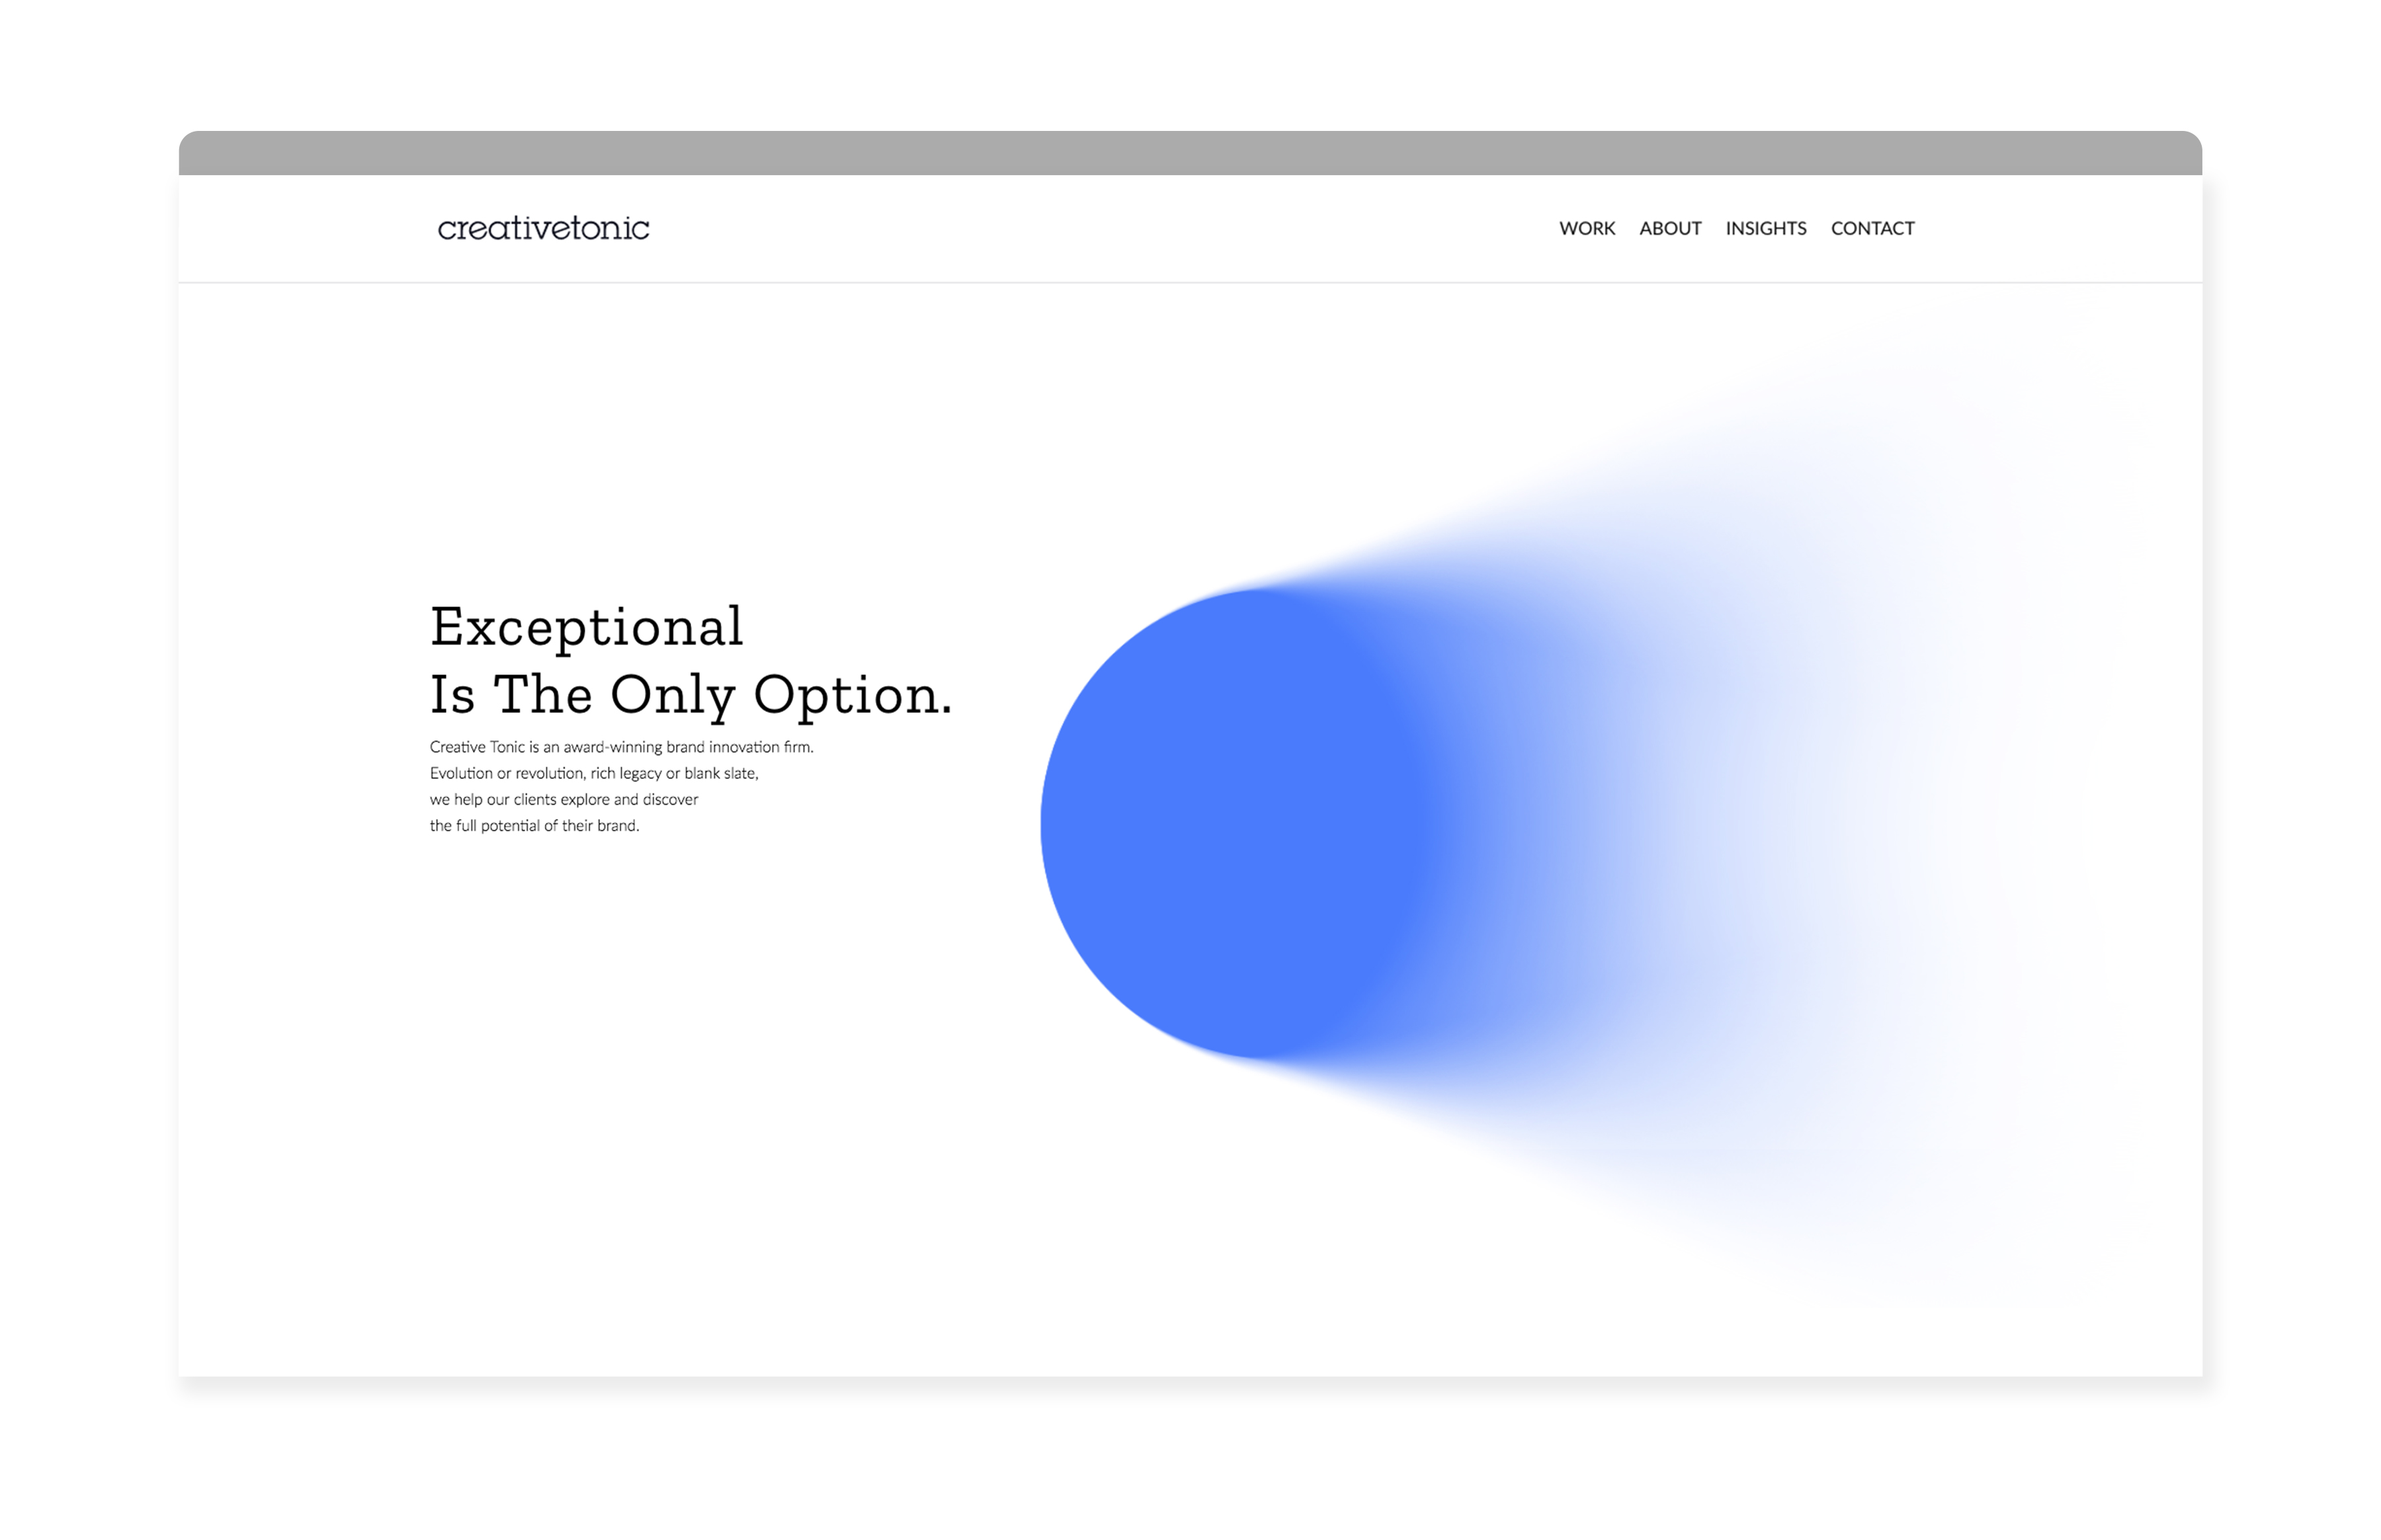 creativetonic
WORK ABOUT INSIGHTS CONTACT
Exceptional
Is The Only Option.
Creative Tonic is an award-winning brand innovation firm.
Evolution or revolution, rich legacy or blank slate,
we help our clients explore and discover
the full potential of their brand.